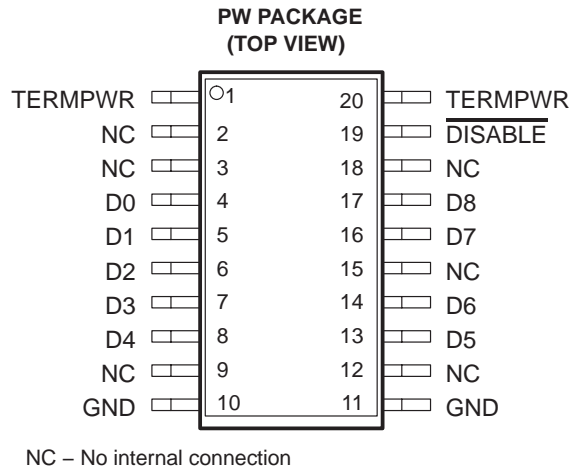 PW PACKAGE
(TOP VIEW)
TERMPWR 1 20 TERMPWR
NC 2 19 DISABLE
NC 3 18 NC
D0 4 17 D8
D1 5 16 D7
D2 6 15 NC
D3 7 14 D6
D4 8 13 D5
NC 9 12 NC
GND 10 11 GND
NC – No internal connection